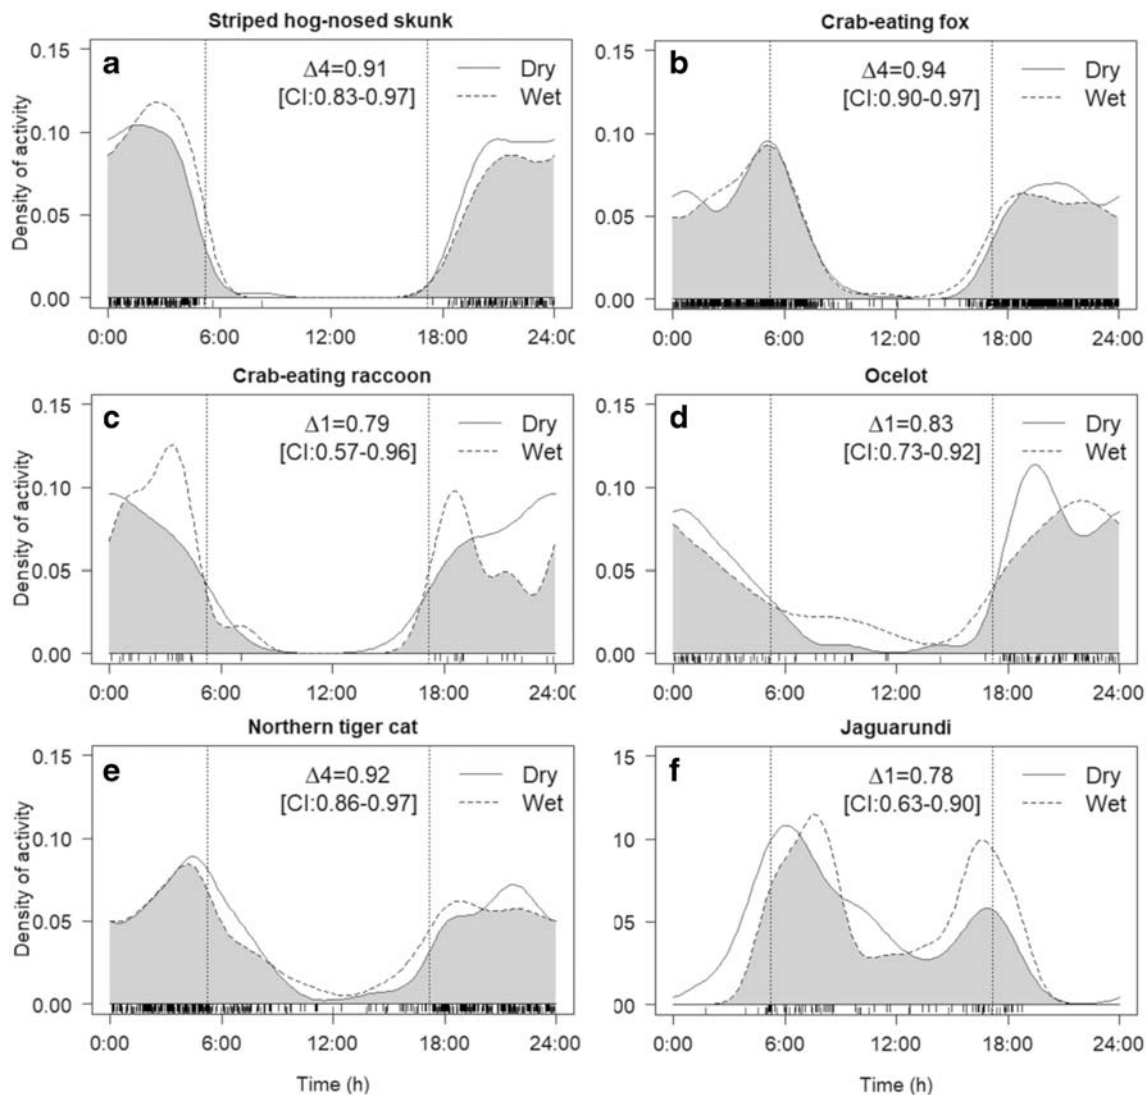 Striped hog-nosed skunk
Crab-eating fox
a
Δ4=0.91
[CI:0.83-0.97]
Dry
Wet
0.15
0.10
0.05
0.00
Density of activity
0:00 6:00 12:00 18:00 24:0
b
Δ4=0.94
[CI:0.90-0.97]
Dry
Wet
0.15
0.10
0.05
0.00
0:00 6:00 12:00 18:00 24:00
Crab-eating raccoon
Ocelot
c
Δ1=0.79
[CI:0.57-0.96]
Dry
Wet
0.15
0.10
0.05
0.00
Density of activity
0:00 6:00 12:00 18:00 24:00
d
Δ1=0.83
[CI:0.73-0.92]
Dry
Wet
0.15
0.10
0.05
0.00
0:00 6:00 12:00 18:00 24:00
Northern tiger cat
Jaguarundi
e
Δ4=0.92
[CI:0.86-0.97]
Dry
Wet
0.15
0.10
0.05
0.00
Density of activity
0:00 6:00 12:00 18:00 24:00
Time (h)
f
Δ1=0.78
[CI:0.63-0.90]
Dry
Wet
15
10
05
00
0:00 6:00 12:00 18:00 24:00
Time (h)